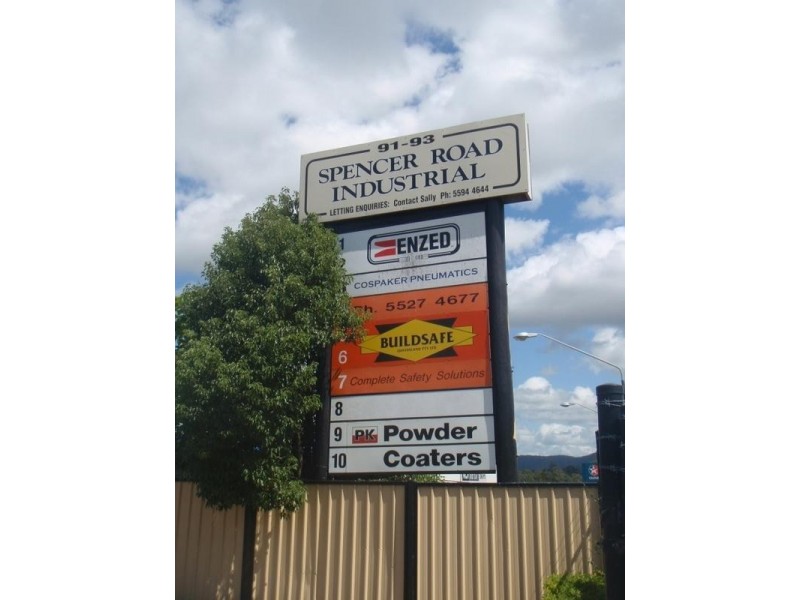 91-93
SPENCER ROAD
INDUSTRIAL
LETTING ENQUIRIES: Contact Sally Ph: 5594 4644
1
ENZED
COSPAKER PNEUMATICS
Ph. 5527 4677
BUILDSAFE
6
7 Complete Safety Solutions
8
9 PK Powder
10 Coaters